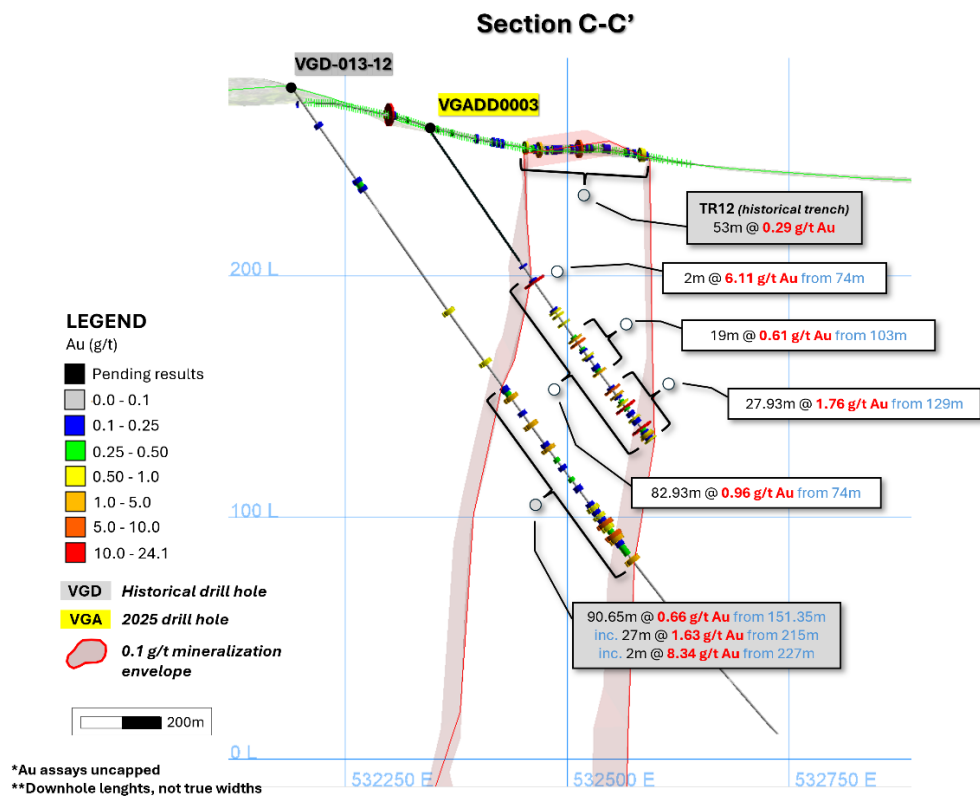 Section C-C’
VGD-013-12
VGADD0003
TR12 (historical trench)
53m @ 0.29 g/t Au
200 L
2m @ 6.11 g/t Au from 74m
19m @ 0.61 g/t Au from 103m
27.93m @ 1.76 g/t Au from 129m
82.93m @ 0.96 g/t Au from 74m
100 L
90.65m @ 0.66 g/t Au from 151.35m
inc. 27m @ 1.63 g/t Au from 215m
inc. 2m @ 8.34 g/t Au from 227m
0 L
532250 E
532500 E
532750 E
LEGEND
Au (g/t)
Pending results
0.0 - 0.1
0.1 - 0.25
0.25 - 0.50
0.50 - 1.0
1.0 - 5.0
5.0 - 10.0
10.0 - 24.1
VGD Historical drill hole
VGA 2025 drill hole
0.1 g/t mineralization
envelope
200m
*Au assays uncapped
**Downhole lenghts, not true widths